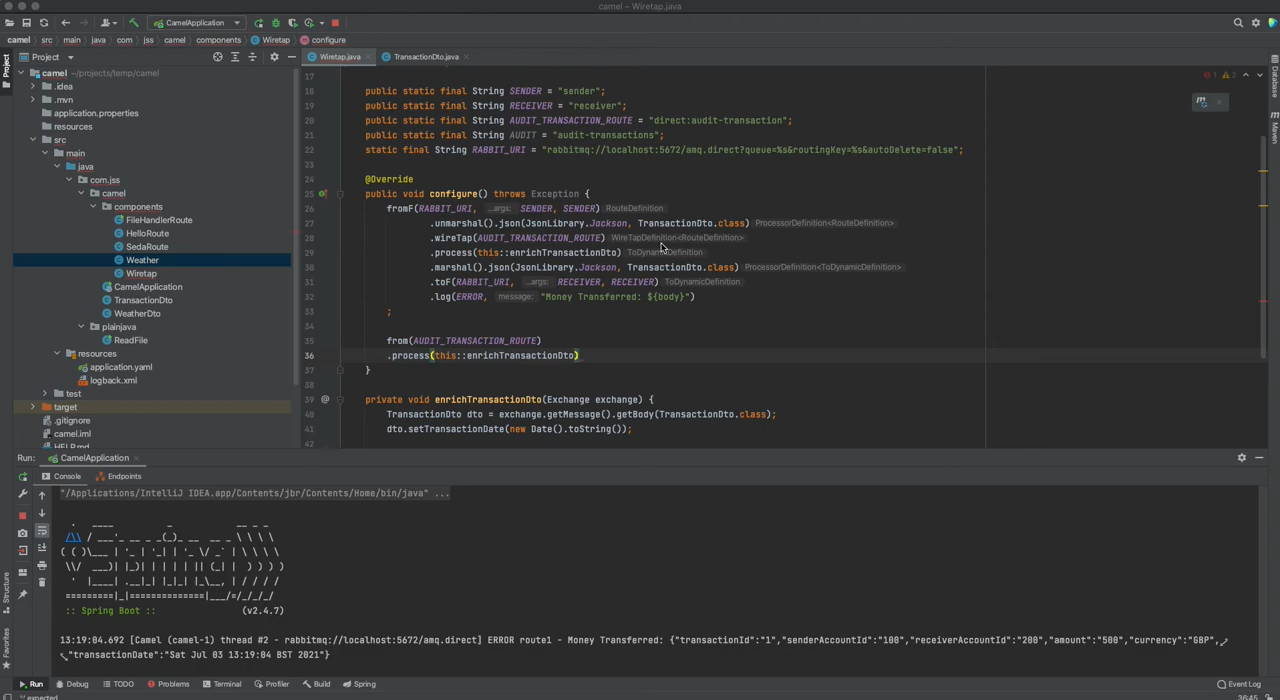 camel – Wiretap.java
CamelApplication
camel src main java com jss camel components Wiretap configure
Project
Wiretap.java
TransactionDto.java
Project
camel ~/projects/temp/camel
.idea
.mvn
application.properties
resources
src
main
java
com.jss
camel
components
FileHandlerRoute
HelloRoute
SedaRoute
Weather
Wiretap
CamelApplication
TransactionDto
WeatherDto
plainjava
ReadFile
resources
application.yaml
logback.xml
test
target
.gitignore
camel.iml
HELP.md
1 2
17
18 public static final String SENDER = "sender";
19 public static final String RECEIVER = "receiver";
20 public static final String AUDIT_TRANSACTION_ROUTE = "direct:audit-transaction";
21 public static final String AUDIT = "audit-transactions";
22 static final String RABBIT_URI = "rabbitmq://localhost:5672/amq.direct?queue=%s&routingKey=%s&autoDelete=false";
23
24 @Override
25 public void configure() throws Exception {
26 fromF(RABBIT_URI, ...args: SENDER, SENDER) RouteDefinition
27 .unmarshal().json(JsonLibrary.Jackson, TransactionDto.class) ProcessorDefinition<RouteDefinition>
28 .wireTap(AUDIT_TRANSACTION_ROUTE) WireTapDefinition<RouteDefinition>
29 .process(this::enrichTransactionDto) ToDynamicDefinition
30 .marshal().json(JsonLibrary.Jackson, TransactionDto.class) ProcessorDefinition<ToDynamicDefinition>
31 .toF(RABBIT_URI, ...args: RECEIVER, RECEIVER) ToDynamicDefinition
32 .log(ERROR, message: "Money Transferred: ${body}")
33 ;
34
35 from(AUDIT_TRANSACTION_ROUTE)
36 .process(this::enrichTransactionDto)
37 }
38
39 @ private void enrichTransactionDto(Exchange exchange) {
40 TransactionDto dto = exchange.getMessage().getBody(TransactionDto.class);
41 dto.setTransactionDate(new Date().toString());
42
Database
Maven
Run: CamelApplication
Console
Endpoints
"/Applications/IntelliJ IDEA.app/Contents/jbr/Contents/Home/bin/java" ...
:: Spring Boot :: (v2.4.7)
13:19:04.692 [Camel (camel-1) thread #2 - rabbitmq://localhost:5672/amq.direct] ERROR route1 - Money Transferred: {"transactionId":"1","senderAccountId":"100","receiverAccountId":"200","amount":"500","currency":"GBP",
"transactionDate":"Sat Jul 03 13:19:04 BST 2021"}
Structure
Favorites
Run Debug TODO Problems Terminal Profiler Build Spring Event Log
expected 36:45